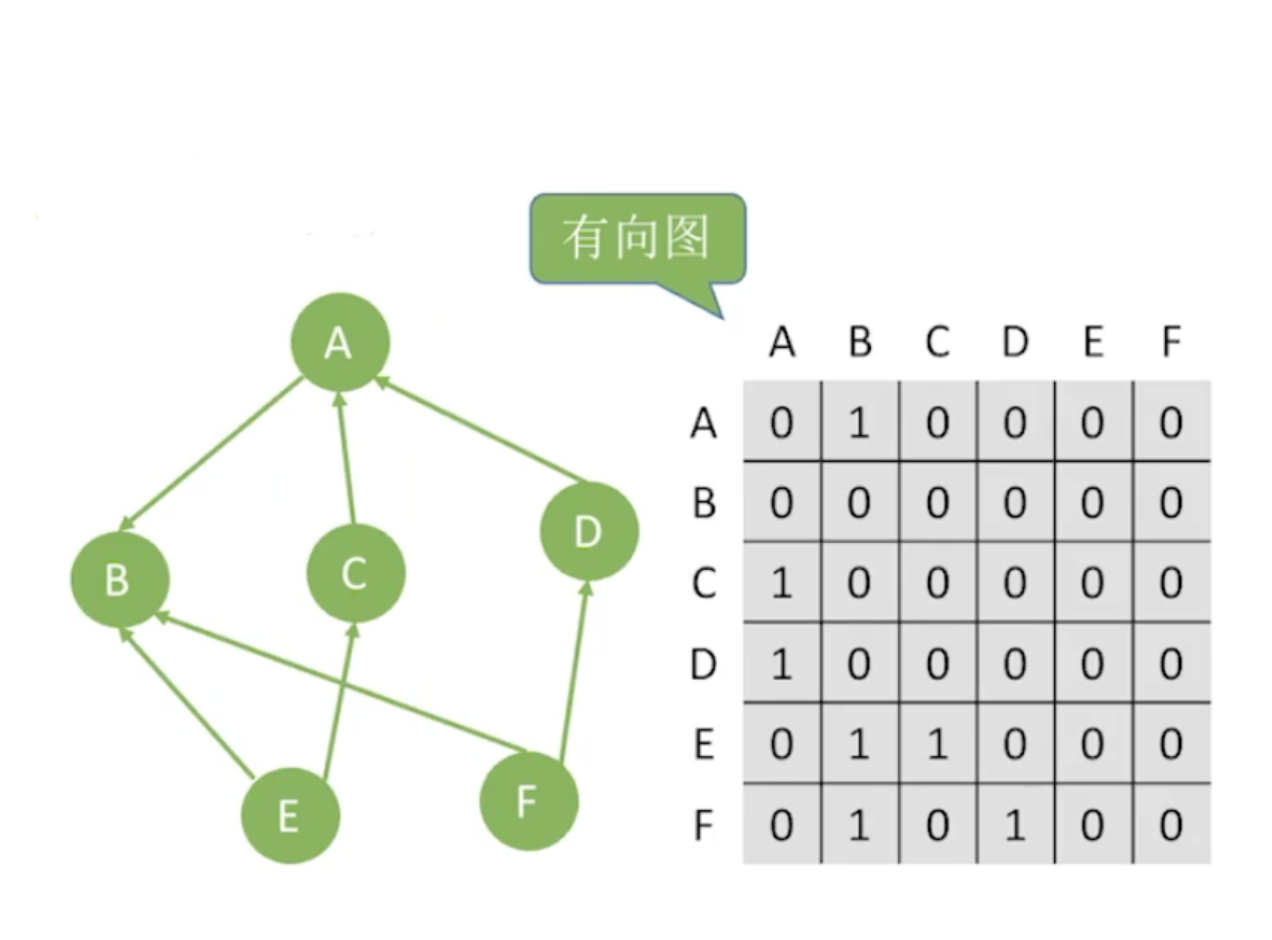 有向图
A
B
C
D
E
F
A B C D E F
A 0 1 0 0 0 0
B 0 0 0 0 0 0
C 1 0 0 0 0 0
D 1 0 0 0 0 0
E 0 1 1 0 0 0
F 0 1 0 1 0 0